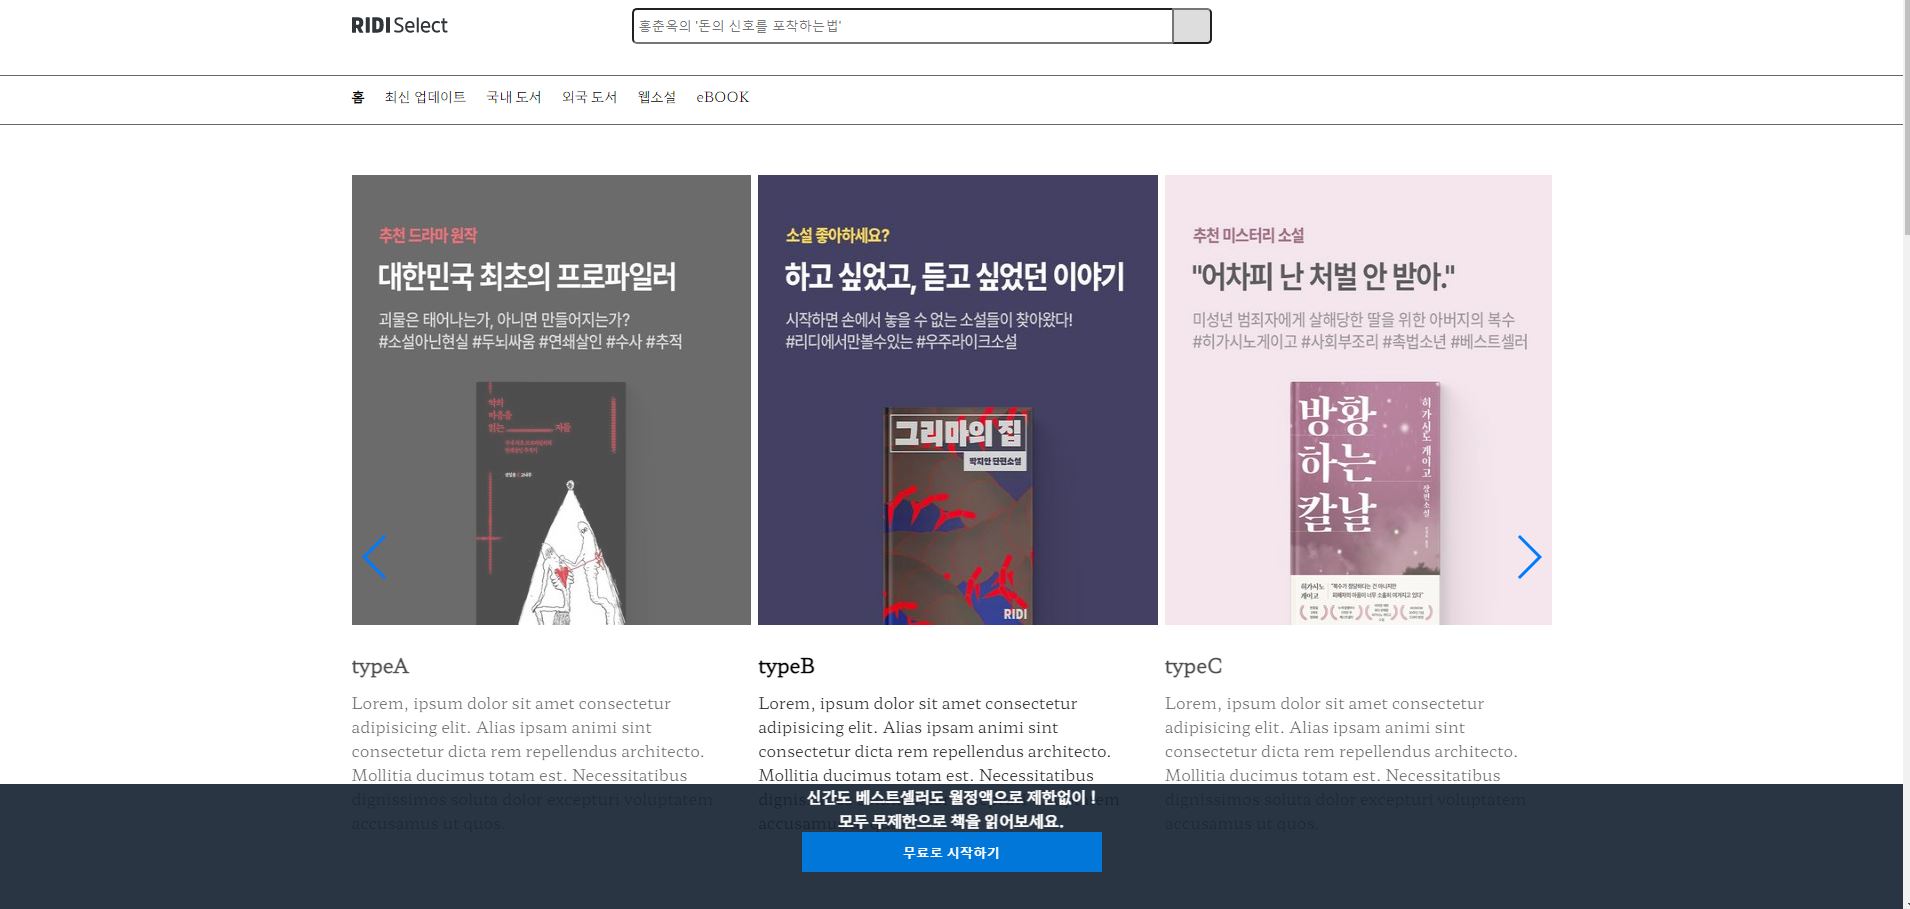 RIDI Select
홍춘옥의 '돈의 신호를 포착하는법'
홈 최신 업데이트 국내 도서 외국 도서 웹소설 eBOOK
추천 드라마 원작
대한민국 최초의 프로파일러
괴물은 태어나는가, 아니면 만들어지는가?
#소설아닌현실 #두뇌싸움 #연쇄살인 #수사 #추적
악의
마음을
읽는 자들
소설 좋아하세요?
하고 싶었고, 듣고 싶었던 이야기
시작하면 손에서 놓을 수 없는 소설들이 찾아왔다!
#리디에서만볼수있는 #우주라이크소설
그리마의 집
박지안 단편소설
RIDI
추천 미스터리 소설
"어차피 난 처벌 안 받아."
미성년 범죄자에게 살해당한 딸을 위한 아버지의 복수
#히가시노게이고 #사회부조리 #촉법소년 #베스트셀러
방황
하는
칼날
히가시노 게이고 장편소설
히가시노
게이고
typeA
Lorem, ipsum dolor sit amet consectetur
adipisicing elit. Alias ipsam animi sint
consectetur dicta rem repellendus architecto.
Mollitia ducimus totam est. Necessitatibus
dignissimos soluta dolor excepturi voluptatem
accusamus ut quos.
typeB
Lorem, ipsum dolor sit amet consectetur
adipisicing elit. Alias ipsam animi sint
consectetur dicta rem repellendus architecto.
Mollitia ducimus totam est. Necessitatibus
typeC
Lorem, ipsum dolor sit amet consectetur
adipisicing elit. Alias ipsam animi sint
consectetur dicta rem repellendus architecto.
Mollitia ducimus totam est. Necessitatibus
dignissimos soluta dolor excepturi voluptatem
accusamus ut quos.
신간도 베스트셀러도 월정액으로 제한없이 !
모두 무제한으로 책을 읽어보세요.
무료로 시작하기